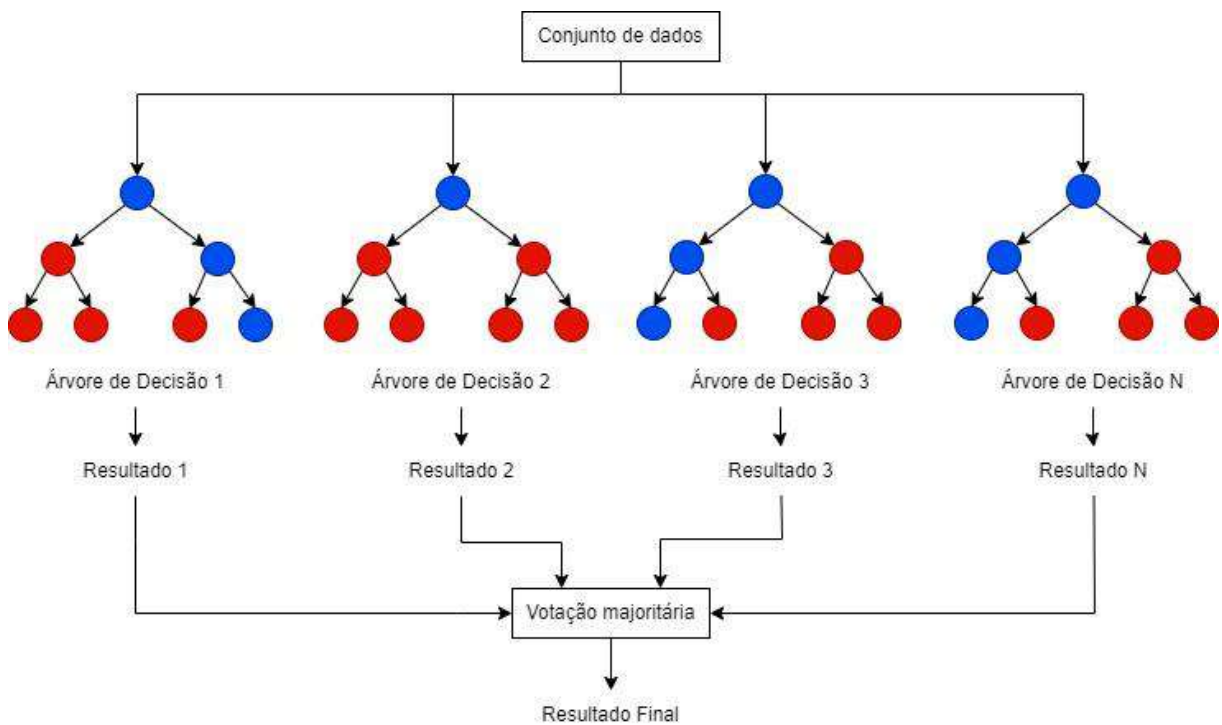 Conjunto de dados
Árvore de Decisão 1
Árvore de Decisão 2
Árvore de Decisão 3
Árvore de Decisão N
Resultado 1
Resultado 2
Resultado 3
Resultado N
Votação majoritária
Resultado Final